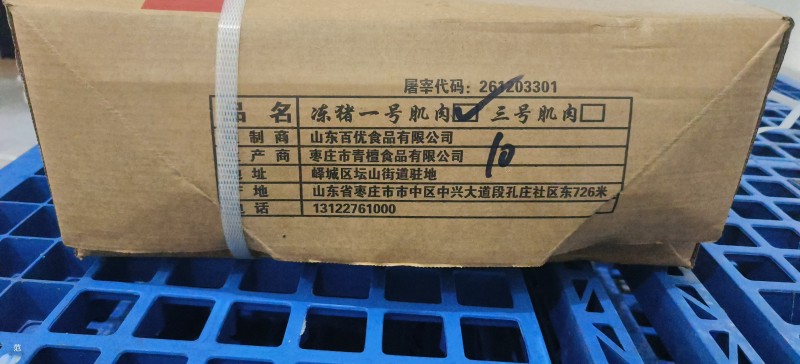 屠宰代码：261203301
品 名 冻猪一号肌肉☑ 三号肌肉□
制商 山东百优食品有限公司
产商 枣庄市青檀食品有限公司
10
地址 峄城区坛山街道驻地
产地 山东省枣庄市市中区中兴大道段孔庄社区东726米
电话 13122761000